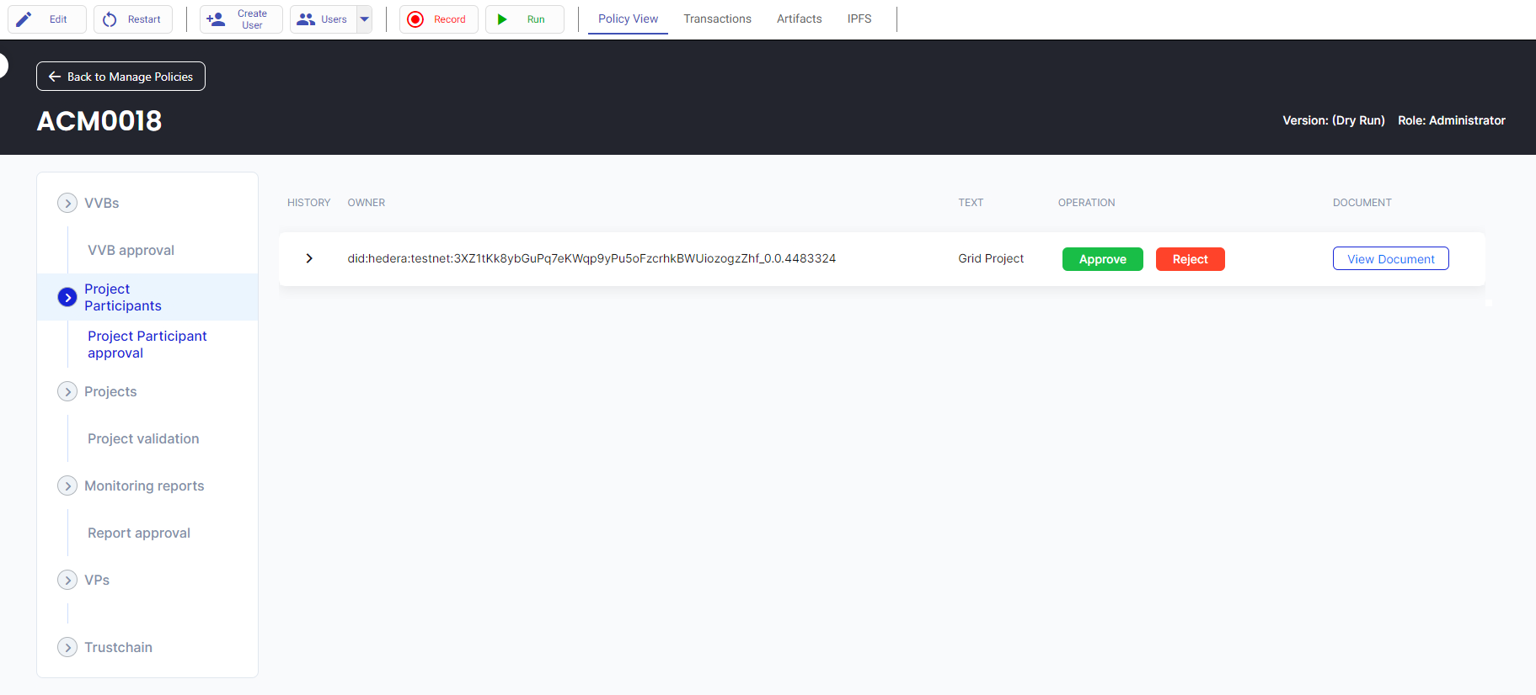 Edit
Restart
Create
User
Users
Record
Run
Policy View
Transactions
Artifacts
IPFS
Back to Manage Policies
ACM0018
Version: (Dry Run)
Role: Administrator
VVBs
VVB approval
Project
Participants
Project Participant
approval
Projects
Project validation
Monitoring reports
Report approval
VPs
Trustchain
HISTORY
OWNER
TEXT
OPERATION
DOCUMENT
did:hedera:testnet:3XZ1tKk8ybGuPq7eKWqp9yPu5oFzcrhkBWUiozogzZhf_0.0.4483324
Grid Project
Approve
Reject
View Document